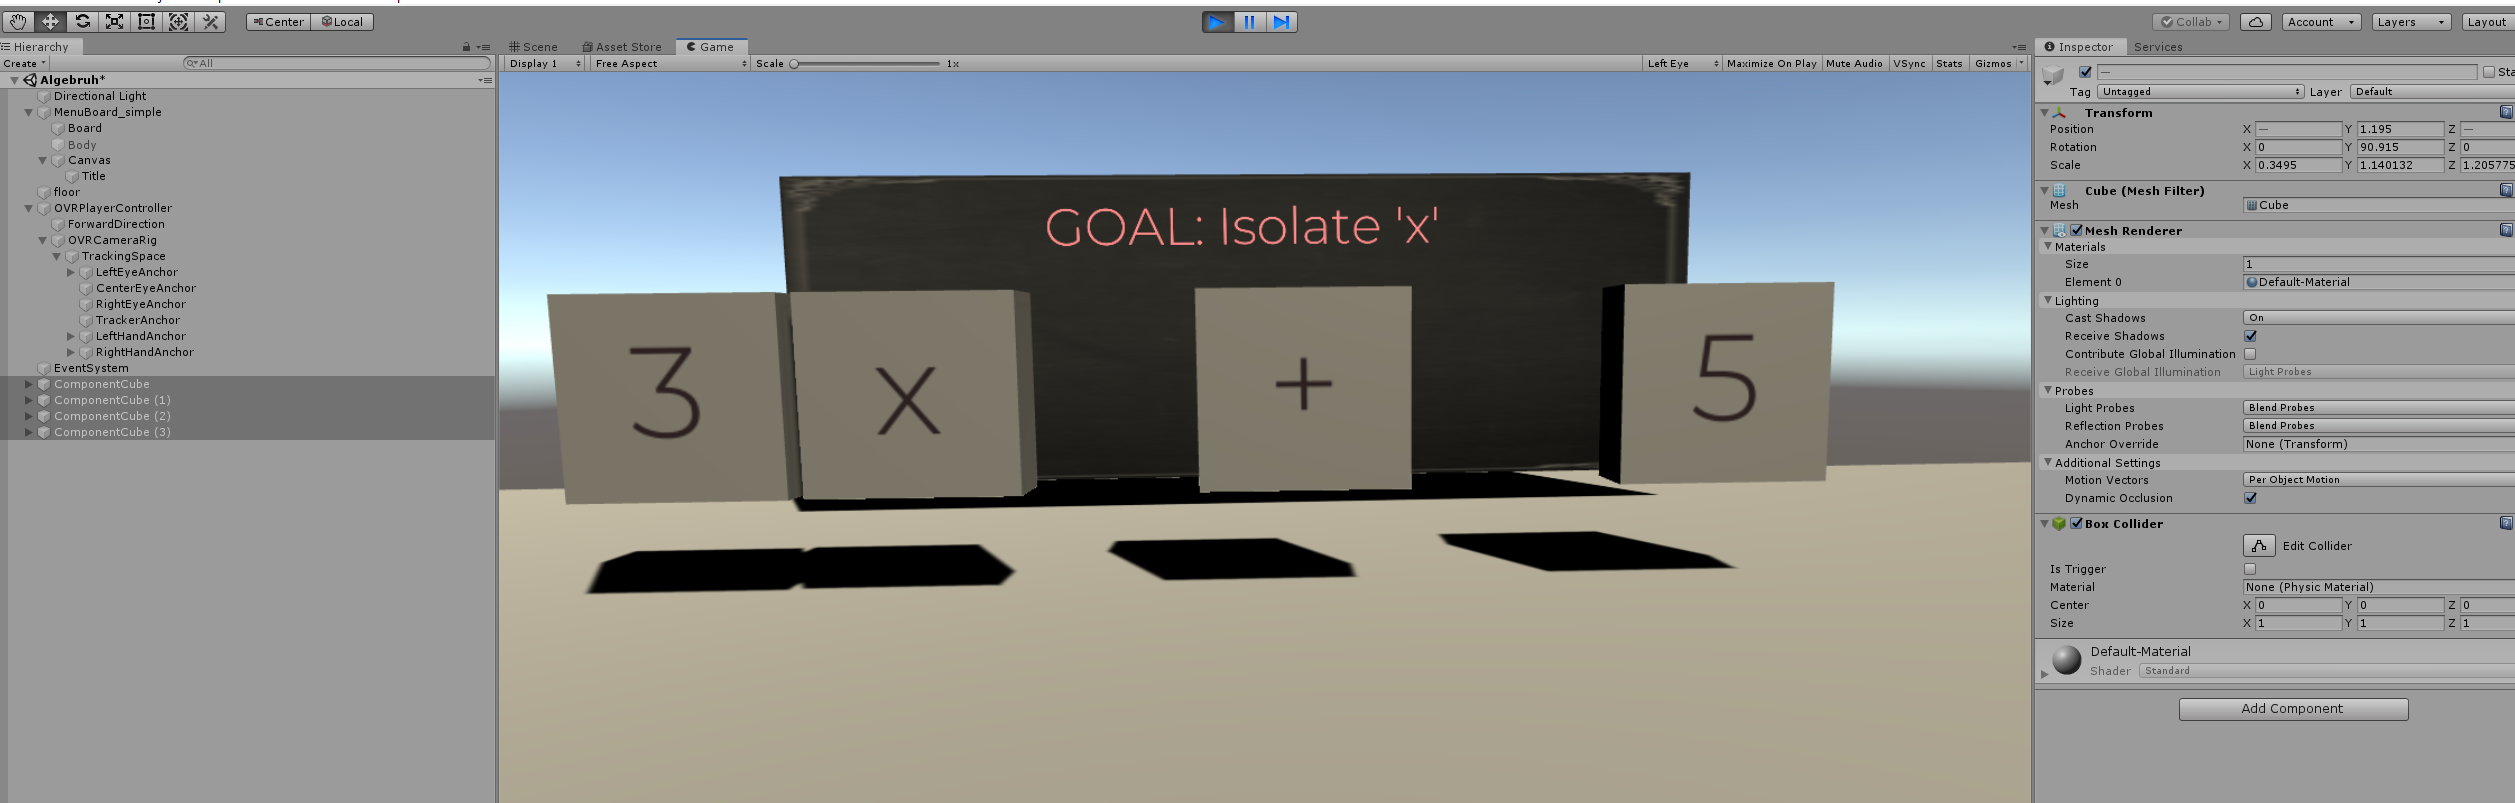 Center Local Collab Account Layers Layout
Hierarchy Scene Asset Store Game Inspector Services
Create All Display 1 Free Aspect Scale 1x Left Eye Maximize On Play Mute Audio VSync Stats Gizmos
Algebruh*
Directional Light
MenuBoard_simple
Board
Body
Canvas
Title
floor
OVRPlayerController
ForwardDirection
OVRCameraRig
TrackingSpace
LeftEyeAnchor
CenterEyeAnchor
RightEyeAnchor
TrackerAnchor
LeftHandAnchor
RightHandAnchor
EventSystem
ComponentCube
ComponentCube (1)
ComponentCube (2)
ComponentCube (3)
GOAL: Isolate 'x'
3 x + 5
— Sta
Tag Untagged Layer Default
Transform
Position X — Y 1.195 Z —
Rotation X 0 Y 90.915 Z 0
Scale X 0.3495 Y 1.140132 Z 1.205775
Cube (Mesh Filter)
Mesh Cube
Mesh Renderer
Materials
Size 1
Element 0 Default-Material
Lighting
Cast Shadows On
Receive Shadows
Contribute Global Illumination
Receive Global Illumination Light Probes
Probes
Light Probes Blend Probes
Reflection Probes Blend Probes
Anchor Override None (Transform)
Additional Settings
Motion Vectors Per Object Motion
Dynamic Occlusion
Box Collider
Edit Collider
Is Trigger
Material None (Physic Material)
Center X 0 Y 0 Z 0
Size X 1 Y 1 Z 1
Default-Material
Shader Standard
Add Component